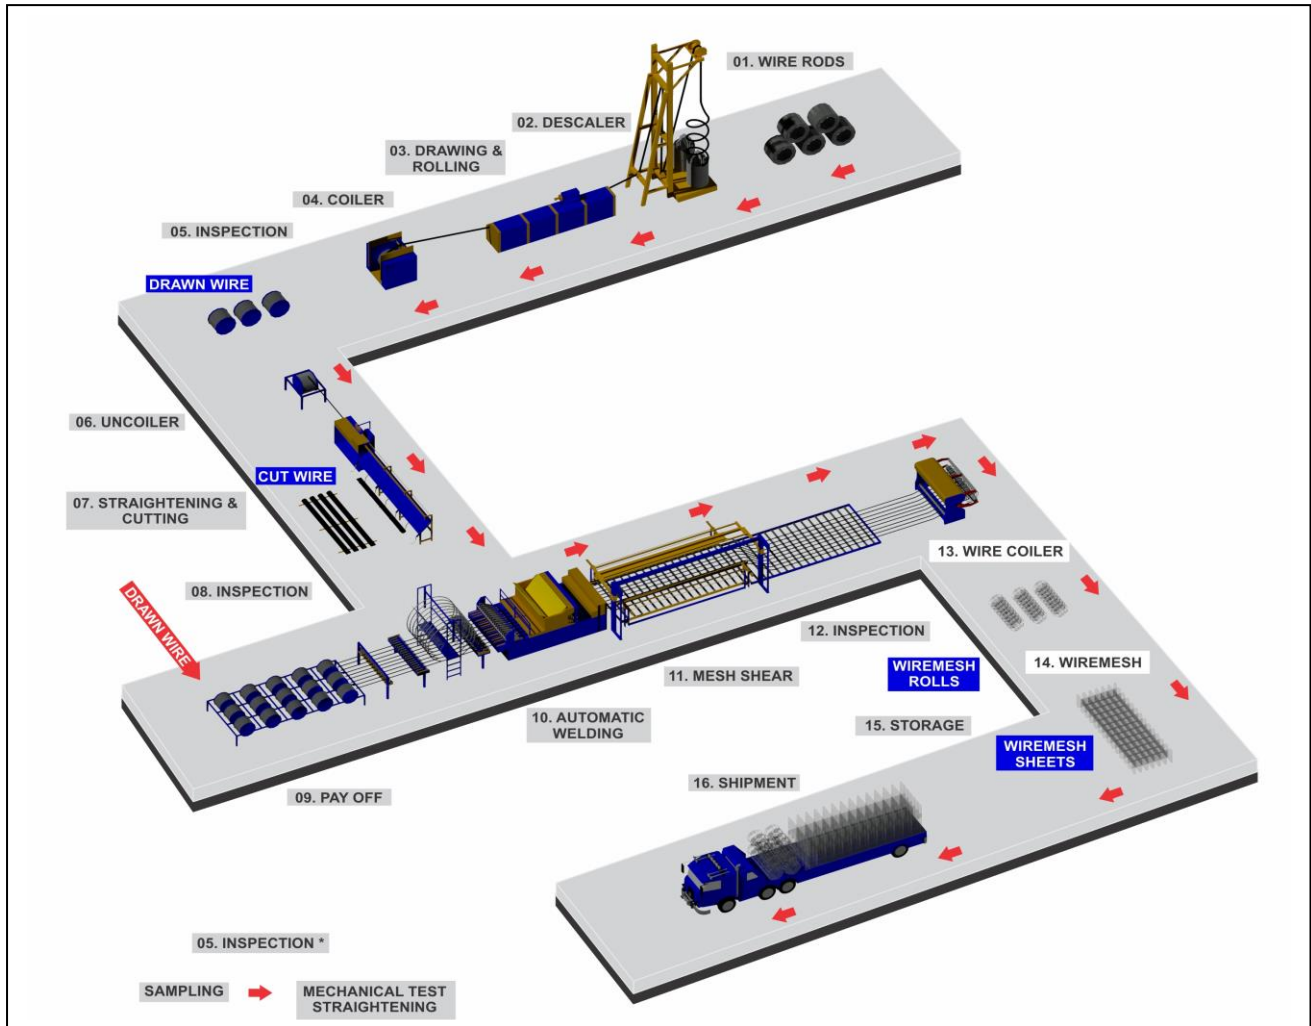 01. WIRE RODS
02. DESCALER
03. DRAWING &
ROLLING
04. COILER
05. INSPECTION
DRAWN WIRE
06. UNCOILER
CUT WIRE
07. STRAIGHTENING &
CUTTING
08. INSPECTION
DRAWN WIRE
09. PAY OFF
10. AUTOMATIC
WELDING
11. MESH SHEAR
12. INSPECTION
WIREMESH
ROLLS
13. WIRE COILER
14. WIREMESH
15. STORAGE
WIREMESH
SHEETS
16. SHIPMENT
05. INSPECTION *
SAMPLING
MECHANICAL TEST
STRAIGHTENING